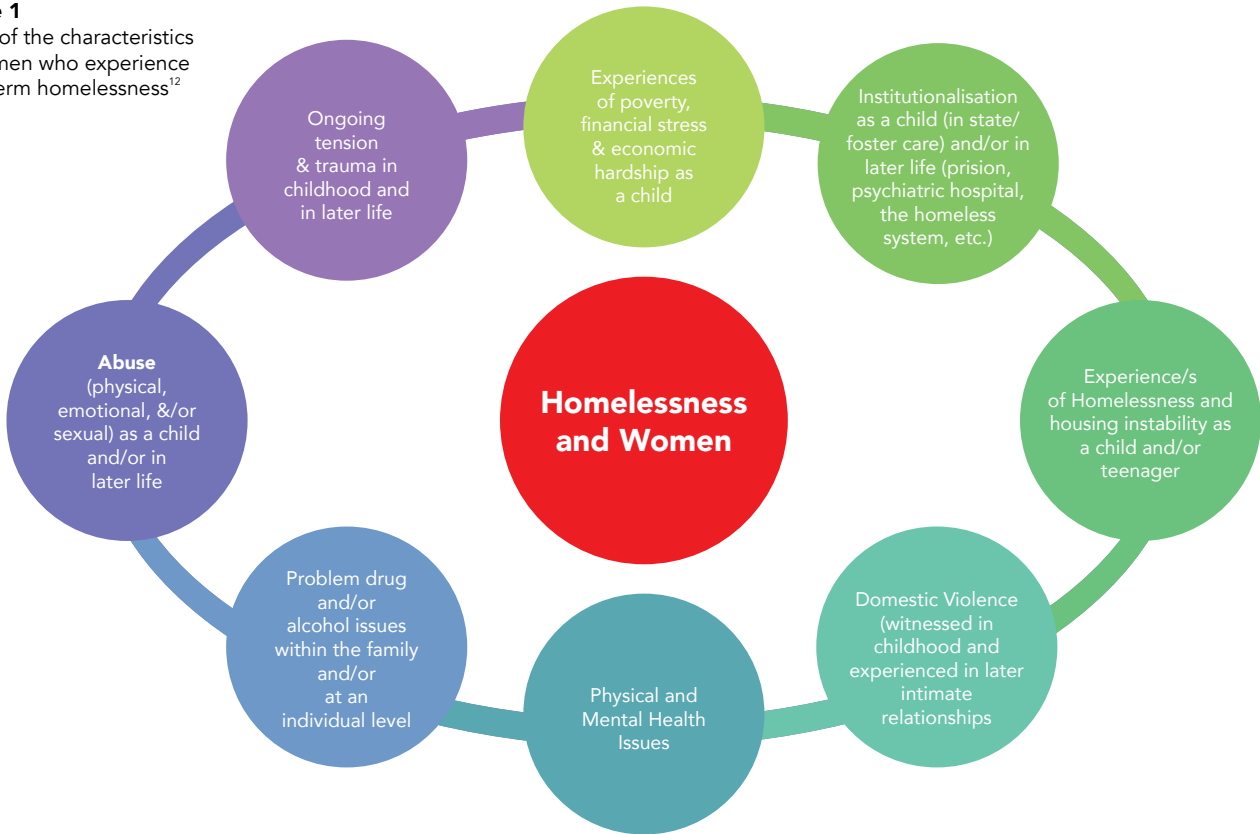 e 1
of the characteristics
men who experience
erm homelessness¹²
Experiences
of poverty,
financial stress
& economic
hardship as
a child
Institutionalisation
as a child (in state/
foster care) and/or in
later life (prision,
psychiatric hospital,
the homeless
system, etc.)
Experience/s
of Homelessness and
housing instability as
a child and/or
teenager
Domestic Violence
(witnessed in
childhood and
experienced in later
intimate
relationships
Physical and
Mental Health
Issues
Problem drug
and/or
alcohol issues
within the family
and/or
at an
individual level
Abuse
(physical,
emotional, &/or
sexual) as a child
and/or in
later life
Ongoing
tension
& trauma in
childhood and
in later life
Homelessness
and Women